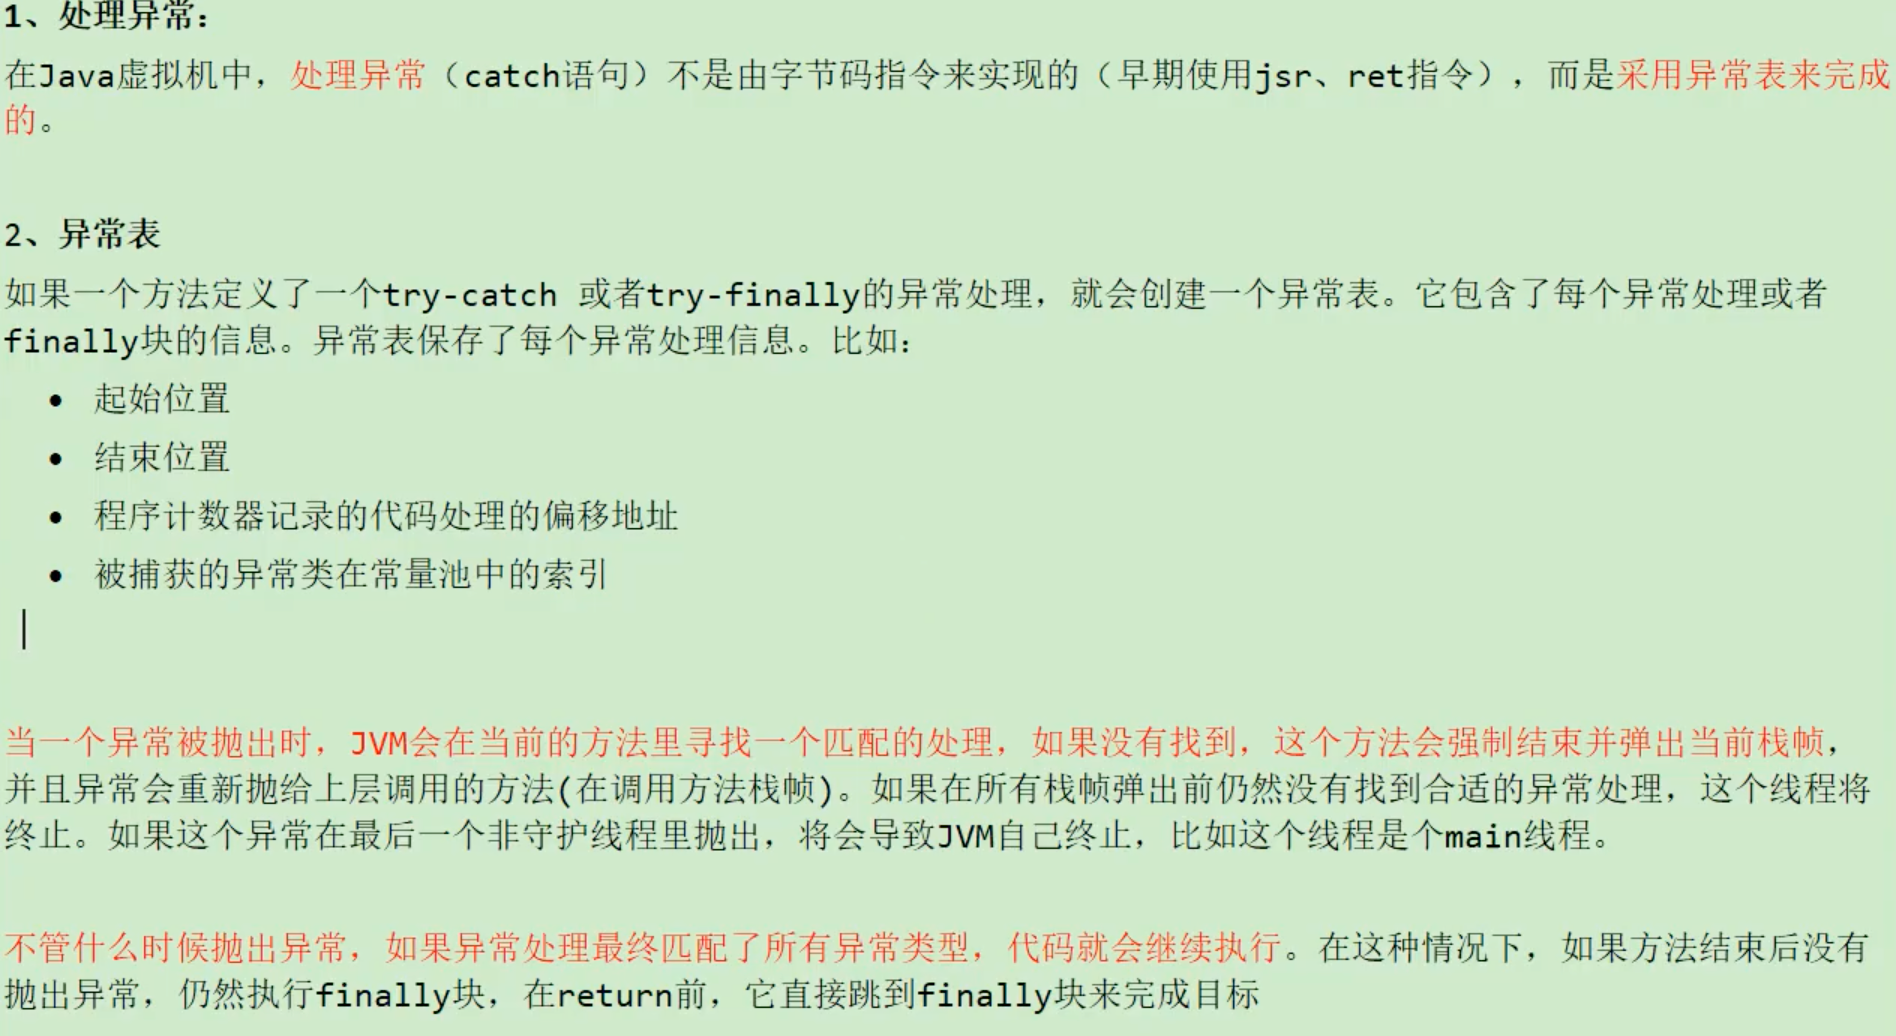 1、处理异常：
在Java虚拟机中，处理异常（catch语句）不是由字节码指令来实现的（早期使用jsr、ret指令），而是采用异常表来完成
的。
2、异常表
如果一个方法定义了一个try-catch 或者try-finally的异常处理，就会创建一个异常表。它包含了每个异常处理或者
finally块的信息。异常表保存了每个异常处理信息。比如：
• 起始位置
• 结束位置
• 程序计数器记录的代码处理的偏移地址
• 被捕获的异常类在常量池中的索引
当一个异常被抛出时，JVM会在当前的方法里寻找一个匹配的处理，如果没有找到，这个方法会强制结束并弹出当前栈帧，
并且异常会重新抛给上层调用的方法(在调用方法栈帧)。如果在所有栈帧弹出前仍然没有找到合适的异常处理，这个线程将
终止。如果这个异常在最后一个非守护线程里抛出，将会导致JVM自己终止，比如这个线程是个main线程。
不管什么时候抛出异常，如果异常处理最终匹配了所有异常类型，代码就会继续执行。在这种情况下，如果方法结束后没有
抛出异常，仍然执行finally块，在return前，它直接跳到finally块来完成目标